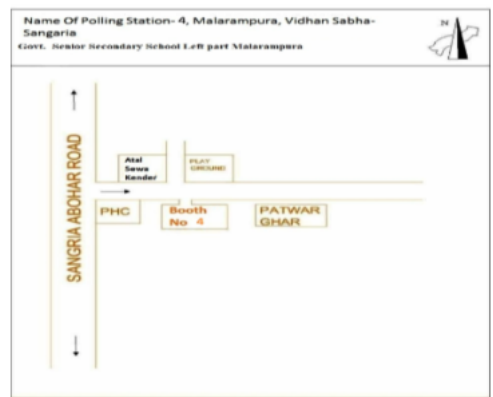 Name Of Polling Station- 4, Malarampura, Vidhan Sabha-
Sangaria
Govt. Senior Secondary School Left part Malarampura
N
SANGRIA ABOHAR ROAD
Atal
Sewa
Kender
PLAY
GROUND
PHC
Booth
No 4
PATWAR
GHAR